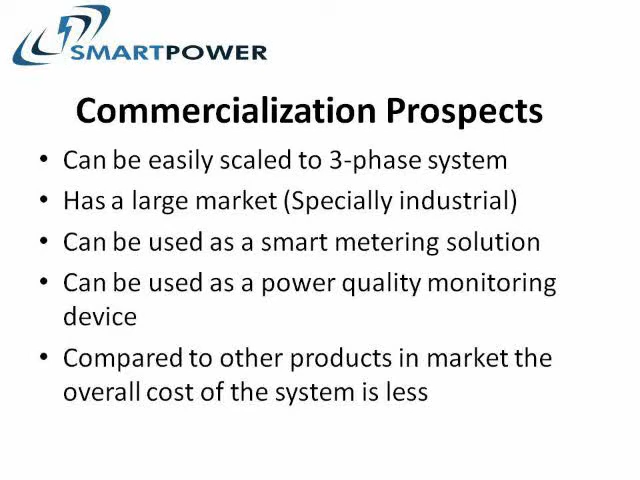 SMARTPOWER
Commercialization Prospects
• Can be easily scaled to 3-phase system
• Has a large market (Specially industrial)
• Can be used as a smart metering solution
• Can be used as a power quality monitoring
device
• Compared to other products in market the
overall cost of the system is less